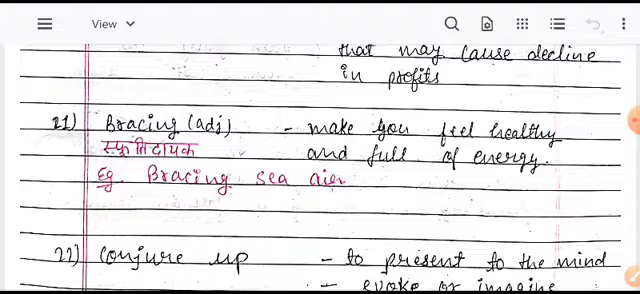 View
that may cause decline
in profits
21) Bracing (adj) - make you feel healthy
स्फूर्तिदायक and full of energy.
Eg Bracing sea air
22) Conjure up - to present to the mind
- evoke or imagine